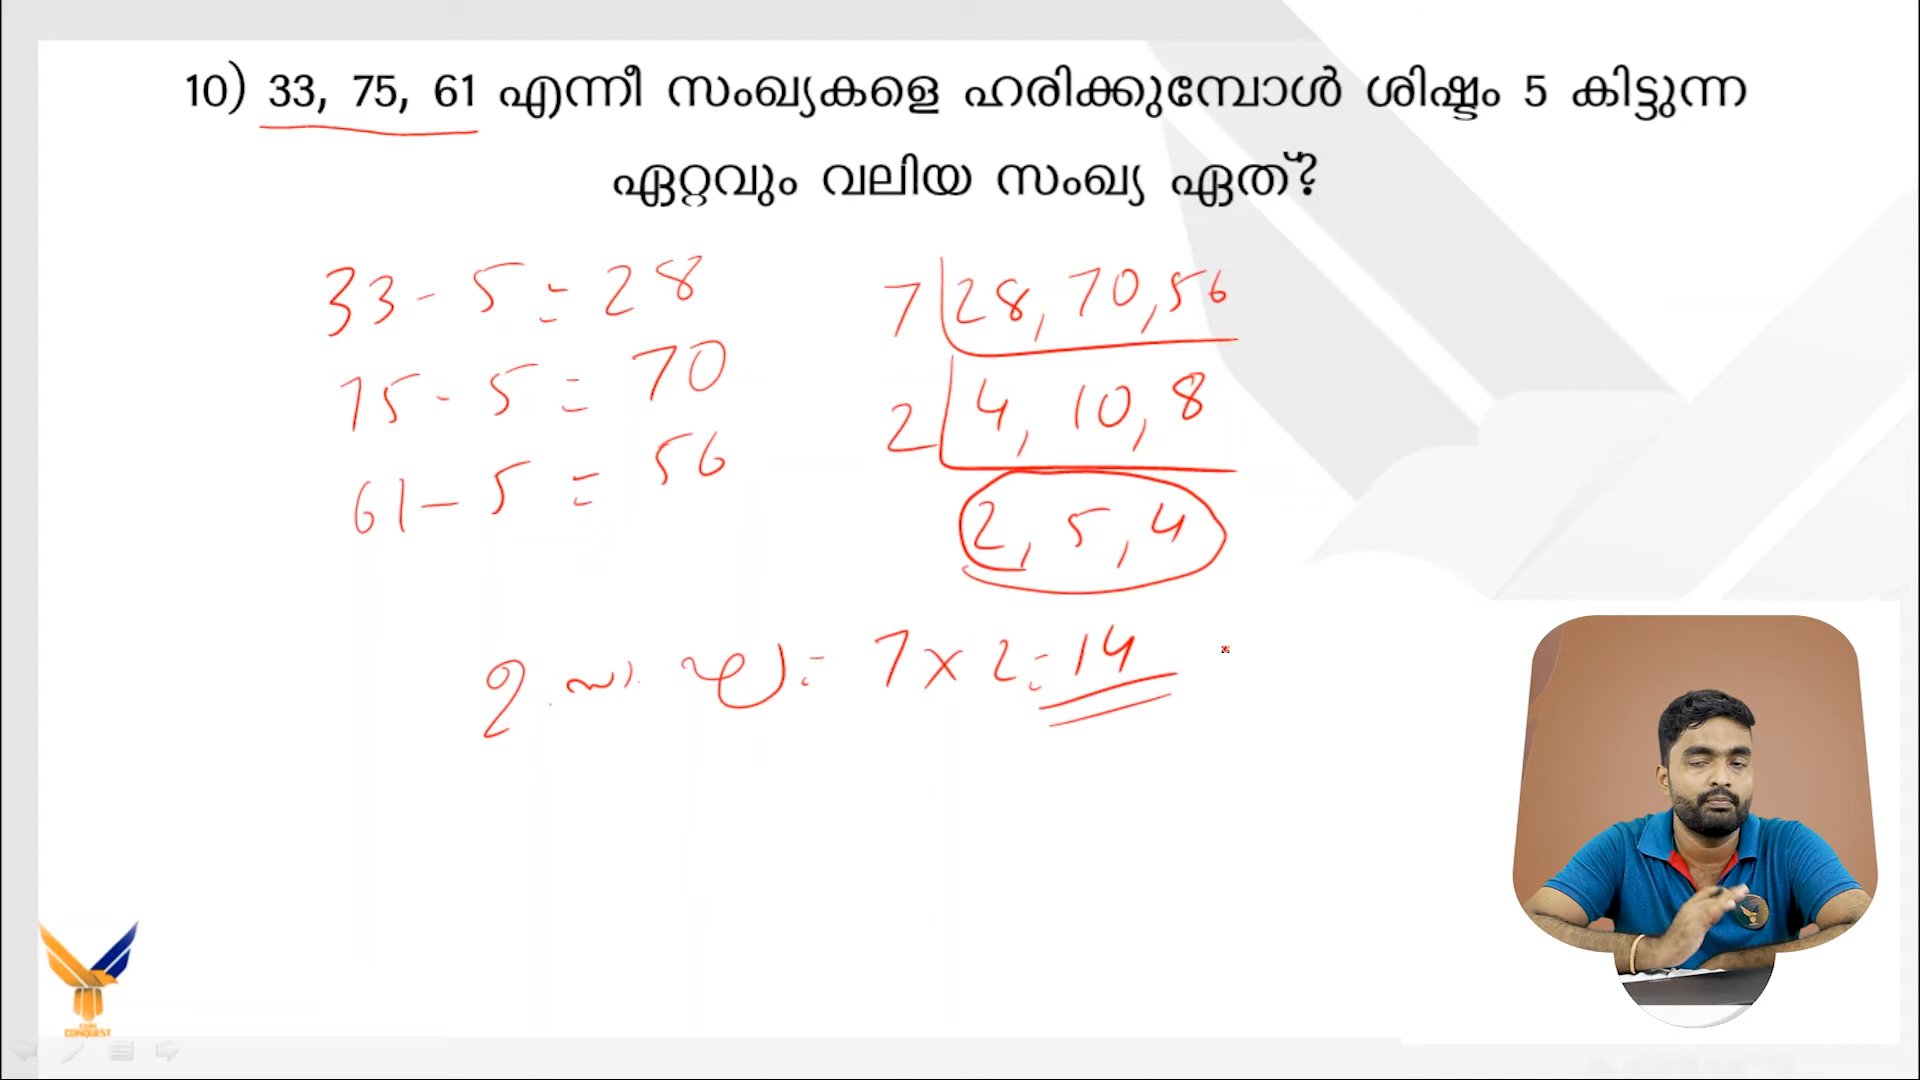 10) 33, 75, 61 എന്നീ സംഖ്യകളെ ഹരിക്കുമ്പോൾ ശിഷ്ടം 5 കിട്ടുന്ന
ഏറ്റവും വലിയ സംഖ്യ ഏത്?
33 - 5 = 28
75 - 5 = 70
61 - 5 = 56
7 28, 70, 56
2 4, 10, 8
2, 5, 4
ഉ.സാ.ഘ = 7 x 2 = 14
CONQUEST